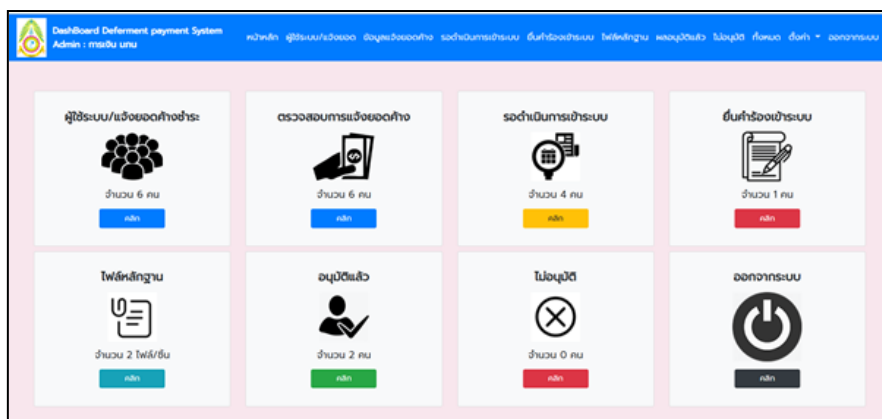 DashBoard Deferment payment System
Admin : การเงิน มทบ
หน้าหลัก ผู้ใช้ระบบ/แจ้งยอด ข้อมูลแจ้งยอดค้าง รอดำเนินการเข้าระบบ ยื่นคำร้องเข้าระบบ ไฟล์หลักฐาน ผลอนุมัติแล้ว ไม่อนุมัติ ทั้งหมด ตั้งค่า ออกจากระบบ
ผู้ใช้ระบบ/แจ้งยอดค้างชำระ
จำนวน 6 คน
คลิก
ตรวจสอบการแจ้งยอดค้าง
จำนวน 6 คน
คลิก
รอดำเนินการเข้าระบบ
จำนวน 4 คน
คลิก
ยื่นคำร้องเข้าระบบ
จำนวน 1 คน
คลิก
ไฟล์หลักฐาน
จำนวน 2 ไฟล์/ชิ้น
คลิก
อนุมัติแล้ว
จำนวน 2 คน
คลิก
ไม่อนุมัติ
จำนวน 0 คน
คลิก
ออกจากระบบ
คลิก